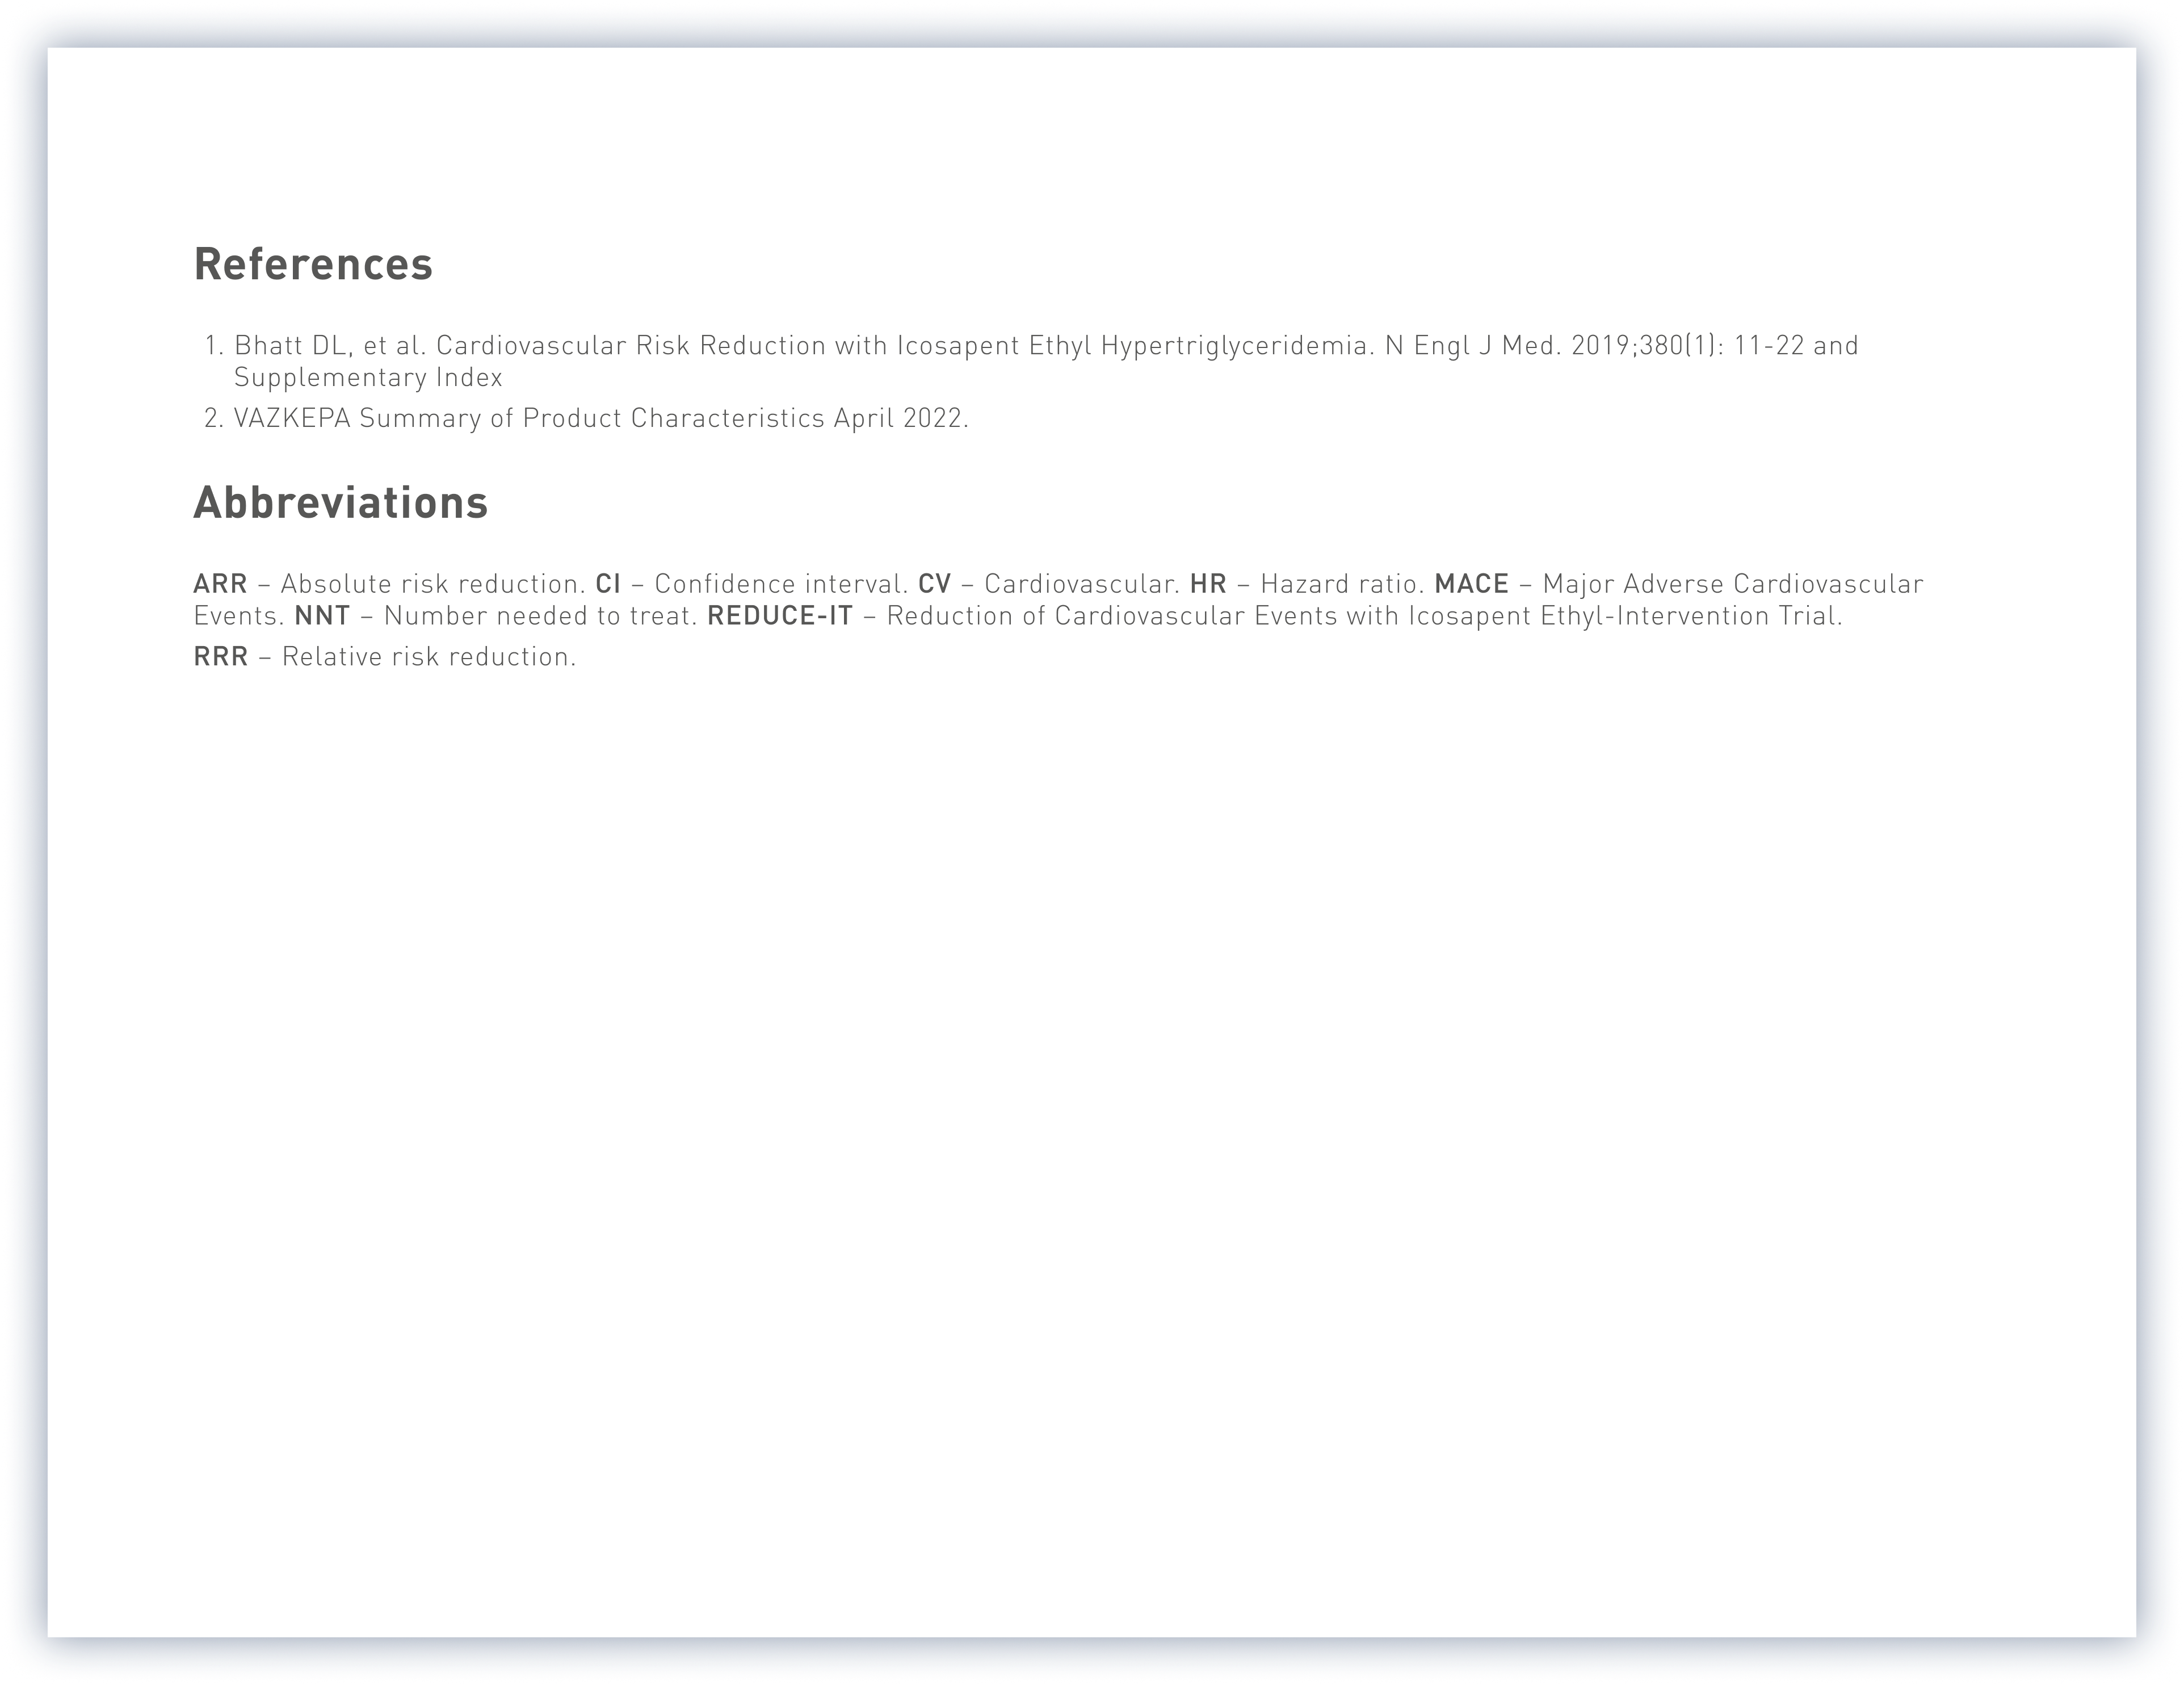 References
1. Bhatt DL, et al. Cardiovascular Risk Reduction with Icosapent Ethyl Hypertriglyceridemia. N Engl J Med. 2019;380(1): 11-22 and
Supplementary Index
2. VAZKEPA Summary of Product Characteristics April 2022.
Abbreviations
ARR – Absolute risk reduction. CI – Confidence interval. CV – Cardiovascular. HR – Hazard ratio. MACE – Major Adverse Cardiovascular
Events. NNT – Number needed to treat. REDUCE-IT – Reduction of Cardiovascular Events with Icosapent Ethyl-Intervention Trial.
RRR – Relative risk reduction.